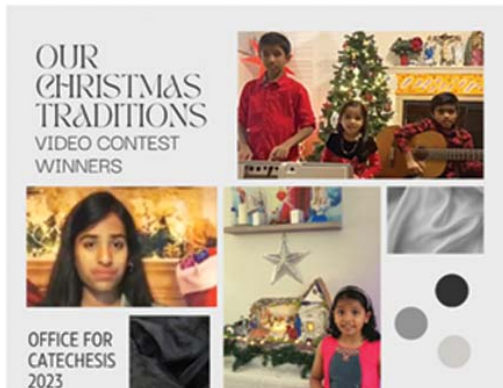 OUR
CHRISTMAS
TRADITIONS
VIDEO CONTEST
WINNERS
OFFICE FOR
CATECHESIS
2023